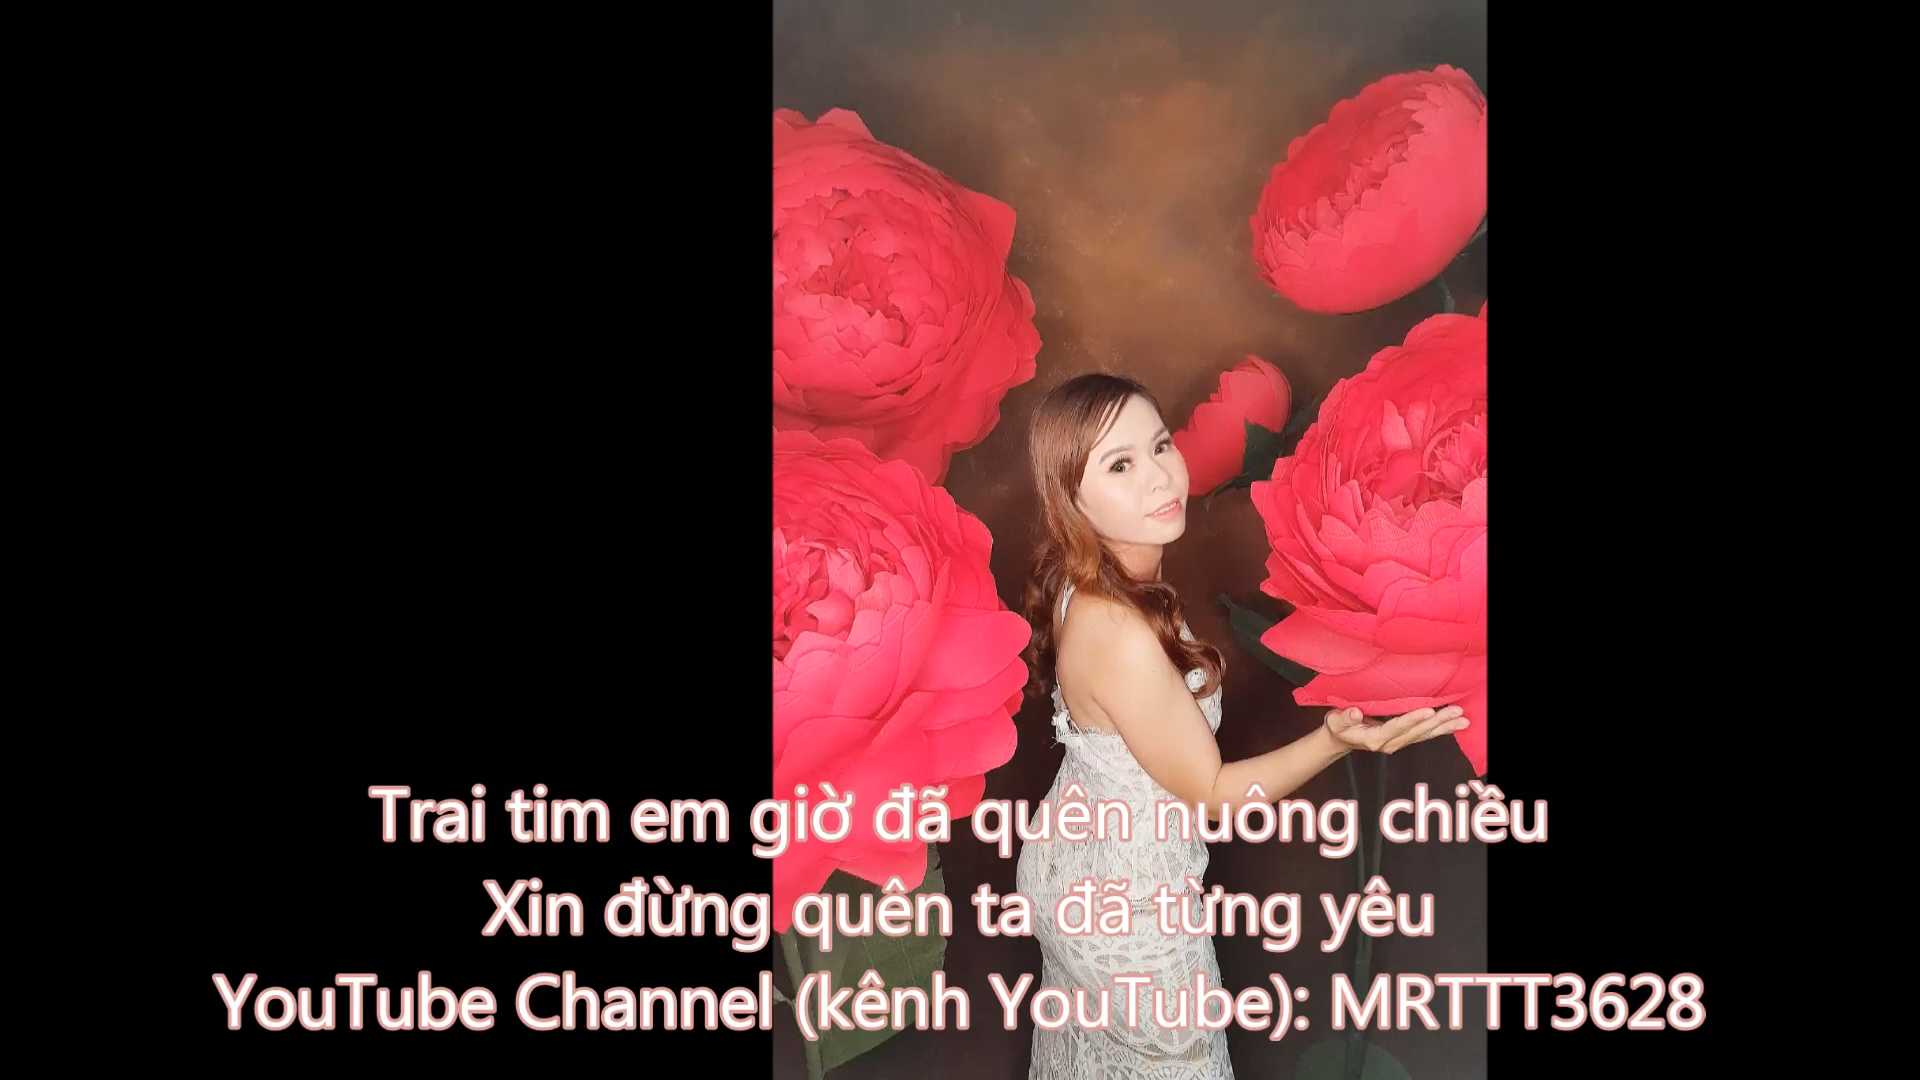 Trai tim em giờ đã quên nuông chiều
Xin đừng quên ta đã từng yêu
YouTube Channel (kênh YouTube): MRTTT3628